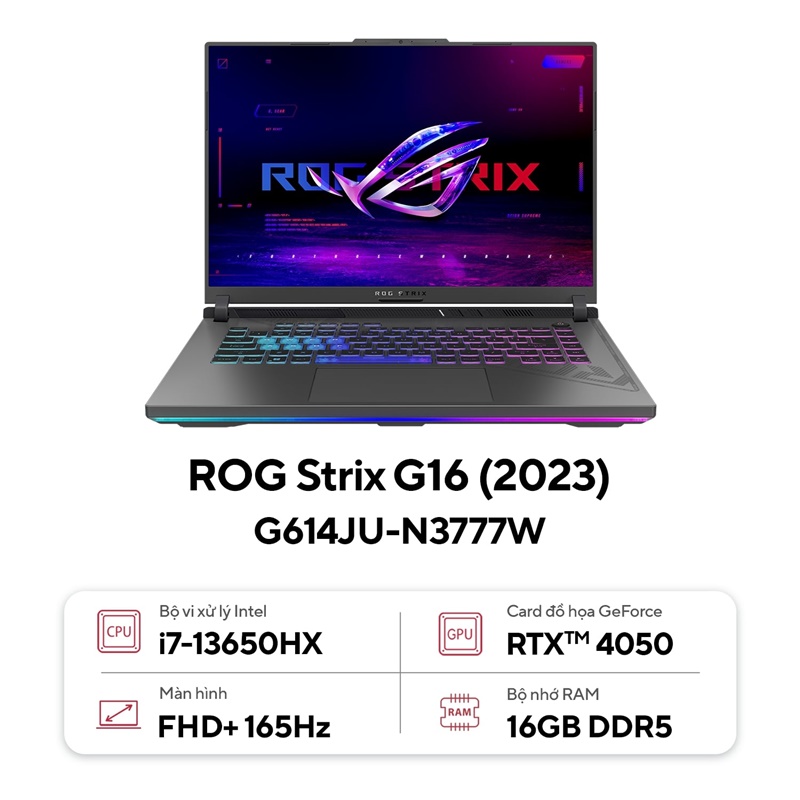 ROG STRIX
ROG STRIX
ROG Strix G16 (2023)
G614JU-N3777W
CPU
Bộ vi xử lý Intel
i7-13650HX
GPU
Card đồ họa GeForce
RTX™ 4050
Màn hình
FHD+ 165Hz
RAM
Bộ nhớ RAM
16GB DDR5